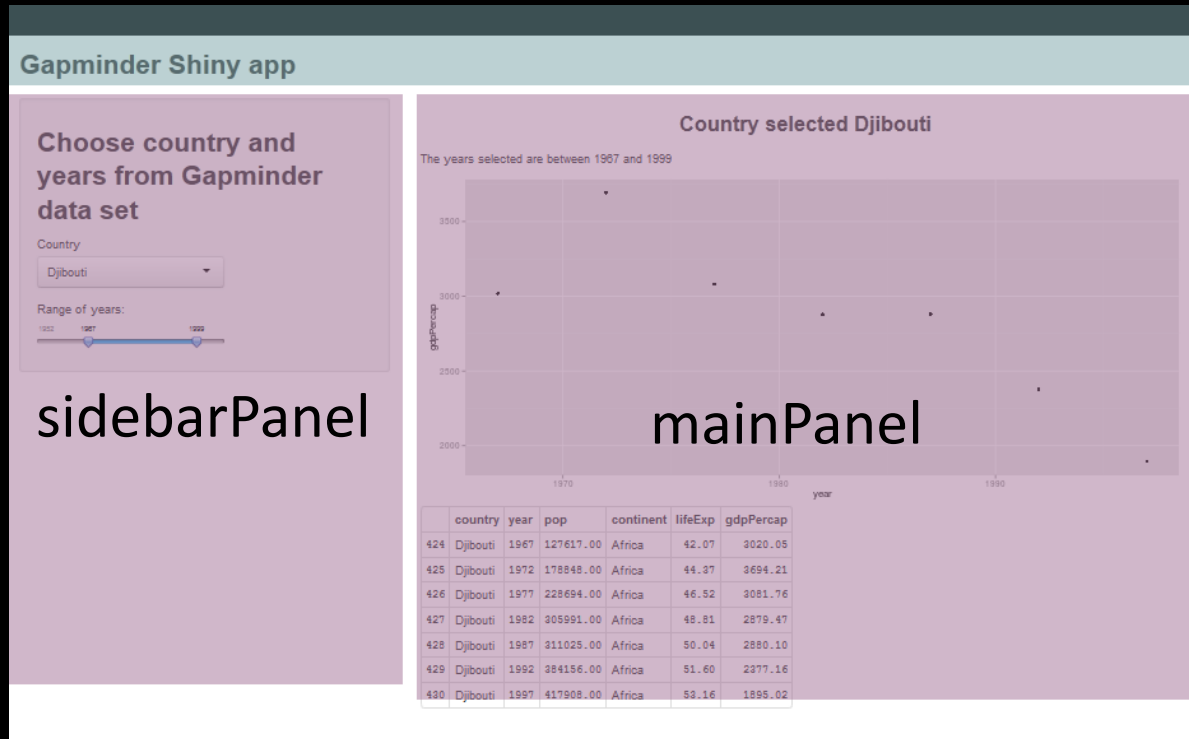 Gapminder Shiny app
Choose country and
years from Gapminder
data set
Country
Djibouti
Range of years:
1952 1967 1999
sidebarPanel
Country selected Djibouti
The years selected are between 1967 and 1999
3500
3000
2500
2000
gdpPercap
mainPanel
1970 1980 1990
year
country year pop continent lifeExp gdpPercap
424 Djibouti 1967 127617.00 Africa 42.07 3020.05
425 Djibouti 1972 178848.00 Africa 44.37 3694.21
426 Djibouti 1977 228694.00 Africa 46.52 3081.76
427 Djibouti 1982 305991.00 Africa 48.81 2879.47
428 Djibouti 1987 311025.00 Africa 50.04 2880.10
429 Djibouti 1992 384156.00 Africa 51.60 2377.16
430 Djibouti 1997 417908.00 Africa 53.16 1895.02